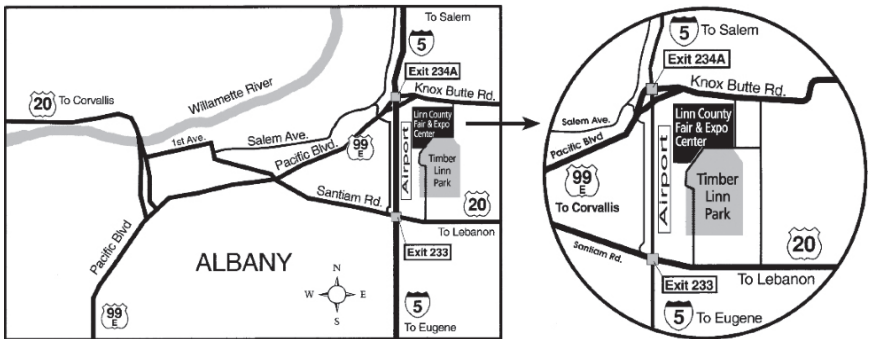 To Salem
5
Exit 234A
Knox Butte Rd.
20 To Corvallis
Willamette River
1st Ave.
Salem Ave.
Pacific Blvd.
99
E
Airport
Linn County
Fair & Expo
Center
Timber
Linn
Park
Santiam Rd.
20
To Lebanon
Exit 233
Pacific Blvd
ALBANY
N
W E
S
99
E
5
To Eugene
5 To Salem
Exit 234A
Knox Butte Rd.
Linn County
Fair & Expo
Center
Pacific Blvd
99
E
To Corvallis
Airport
Timber
Linn
Park
20
Santiam Rd.
To Lebanon
Exit 233
5 To Eugene